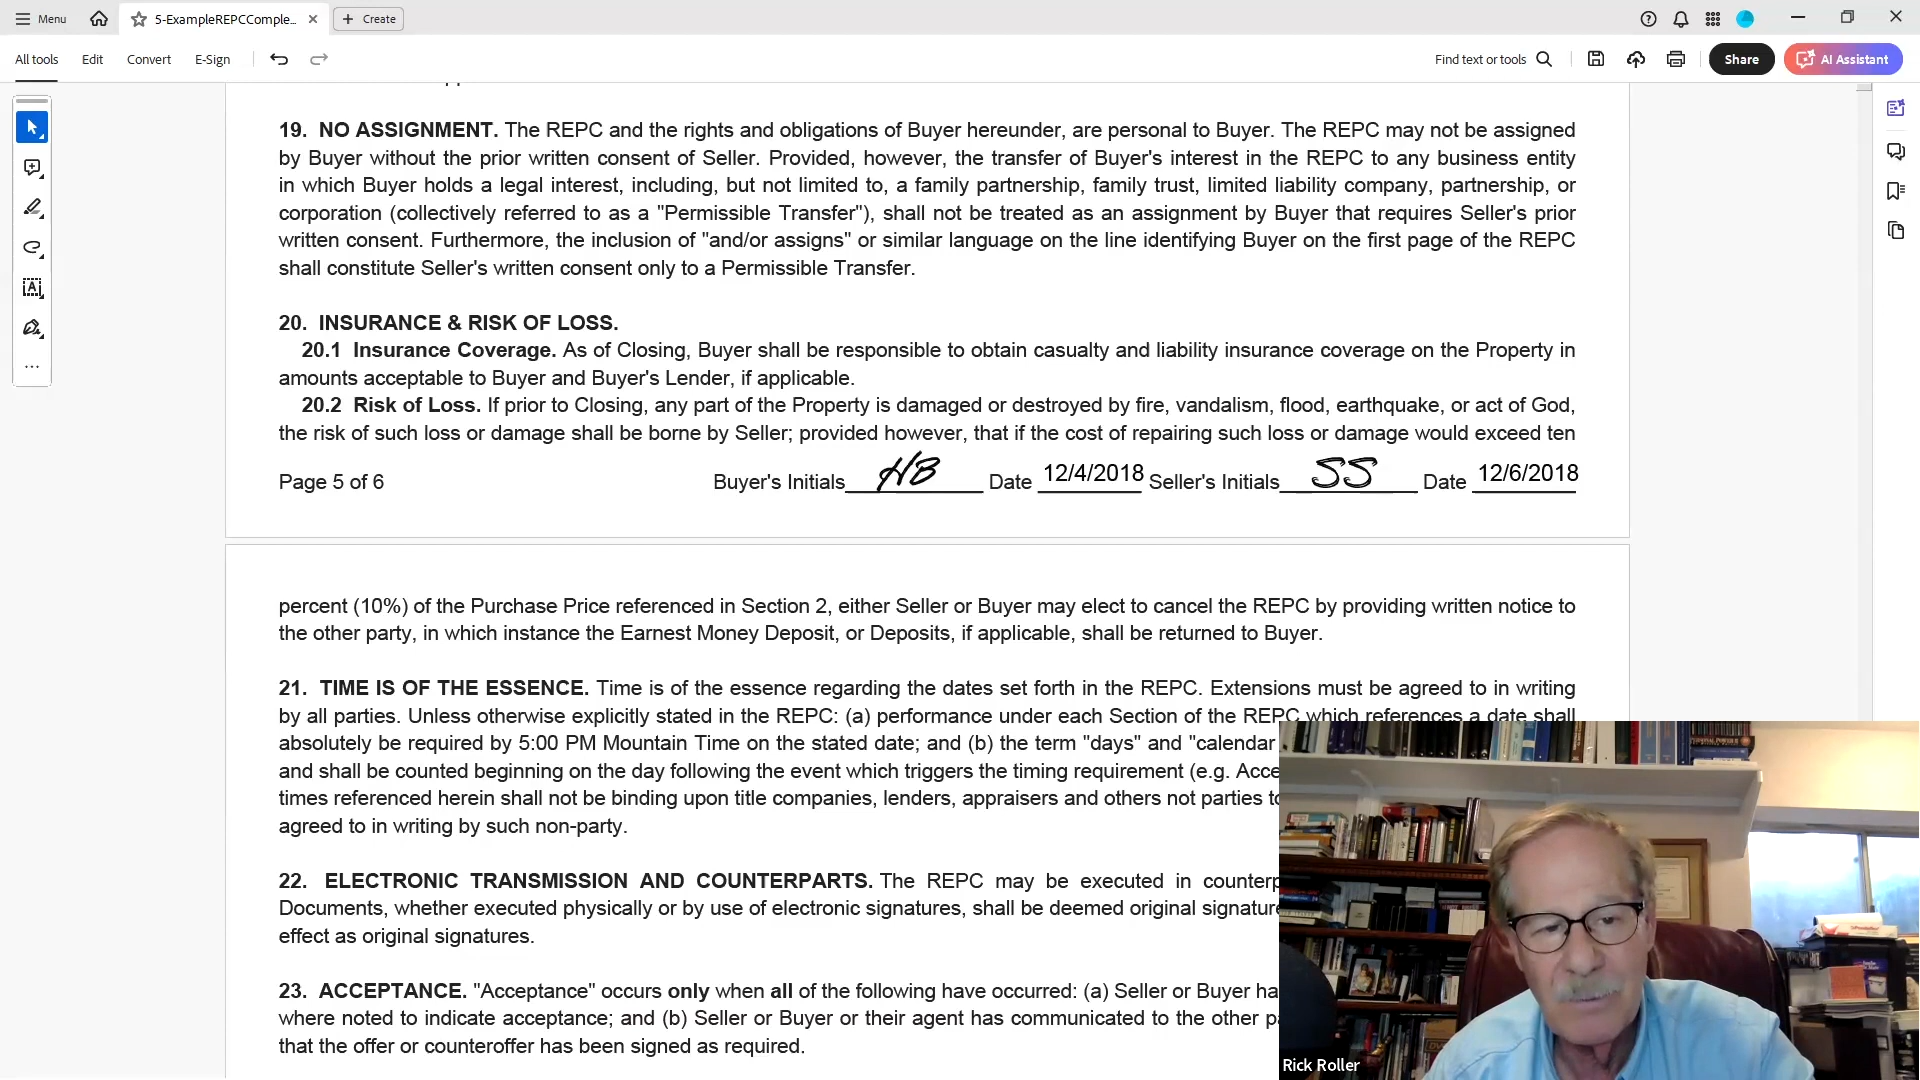 Menu
5-ExampleREPCComple...
Create
All tools
Edit
Convert
E-Sign
Find text or tools
Share
AI Assistant
19. NO ASSIGNMENT. The REPC and the rights and obligations of Buyer hereunder, are personal to Buyer. The REPC may not be assigned
by Buyer without the prior written consent of Seller. Provided, however, the transfer of Buyer's interest in the REPC to any business entity
in which Buyer holds a legal interest, including, but not limited to, a family partnership, family trust, limited liability company, partnership, or
corporation (collectively referred to as a "Permissible Transfer"), shall not be treated as an assignment by Buyer that requires Seller's prior
written consent. Furthermore, the inclusion of "and/or assigns" or similar language on the line identifying Buyer on the first page of the REPC
shall constitute Seller's written consent only to a Permissible Transfer.
20. INSURANCE & RISK OF LOSS.
20.1 Insurance Coverage. As of Closing, Buyer shall be responsible to obtain casualty and liability insurance coverage on the Property in
amounts acceptable to Buyer and Buyer's Lender, if applicable.
20.2 Risk of Loss. If prior to Closing, any part of the Property is damaged or destroyed by fire, vandalism, flood, earthquake, or act of God,
the risk of such loss or damage shall be borne by Seller; provided however, that if the cost of repairing such loss or damage would exceed ten
Page 5 of 6 Buyer's Initials HB Date 12/4/2018 Seller's Initials SS Date 12/6/2018
percent (10%) of the Purchase Price referenced in Section 2, either Seller or Buyer may elect to cancel the REPC by providing written notice to
the other party, in which instance the Earnest Money Deposit, or Deposits, if applicable, shall be returned to Buyer.
21. TIME IS OF THE ESSENCE. Time is of the essence regarding the dates set forth in the REPC. Extensions must be agreed to in writing
by all parties. Unless otherwise explicitly stated in the REPC: (a) performance under each Section of the REPC which references a date shall
absolutely be required by 5:00 PM Mountain Time on the stated date; and (b) the term "days" and "calendar
and shall be counted beginning on the day following the event which triggers the timing requirement (e.g. Acce
times referenced herein shall not be binding upon title companies, lenders, appraisers and others not parties to
agreed to in writing by such non-party.
22. ELECTRONIC TRANSMISSION AND COUNTERPARTS. The REPC may be executed in counterp
Documents, whether executed physically or by use of electronic signatures, shall be deemed original signature
effect as original signatures.
23. ACCEPTANCE. "Acceptance" occurs only when all of the following have occurred: (a) Seller or Buyer ha
where noted to indicate acceptance; and (b) Seller or Buyer or their agent has communicated to the other pa
that the offer or counteroffer has been signed as required.
Rick Roller